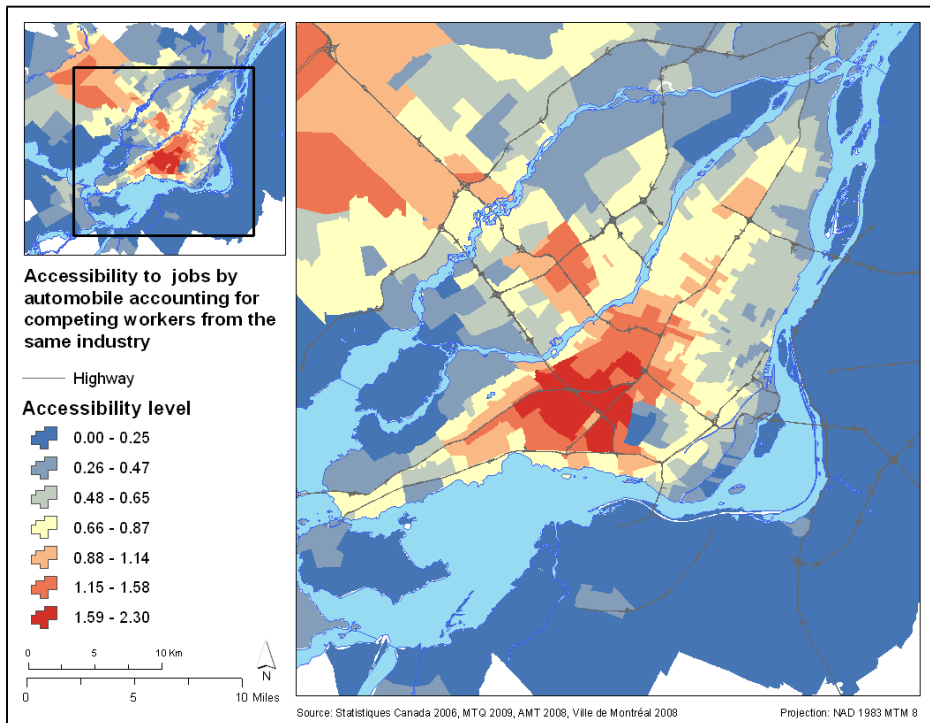 Accessibility to jobs by
automobile accounting for
competing workers from the
same industry
Highway
Accessibility level
0.00 - 0.25
0.26 - 0.47
0.48 - 0.65
0.66 - 0.87
0.88 - 1.14
1.15 - 1.58
1.59 - 2.30
0 5 10 Km
N
0 5 10 Miles
Source: Statistiques Canada 2006, MTQ 2009, AMT 2008, Ville de Montréal 2008
Projection: NAD 1983 MTM 8